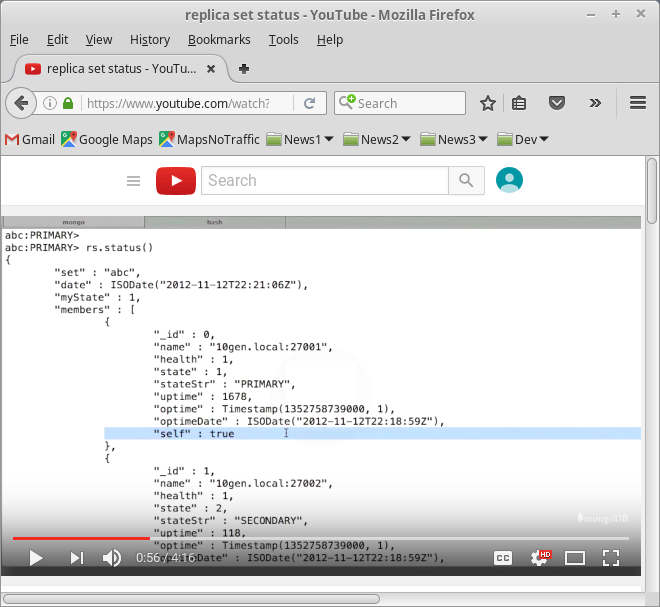 replica set status - YouTube - Mozilla Firefox
File Edit View History Bookmarks Tools Help
replica set status - YouTu...
https://www.youtube.com/watch? Search
Gmail Google Maps MapsNoTraffic News1 News2 News3 Dev
Search
mongo bash
abc:PRIMARY>
abc:PRIMARY> rs.status()
{
"set" : "abc",
"date" : ISODate("2012-11-12T22:21:06Z"),
"myState" : 1,
"members" : [
{
"_id" : 0,
"name" : "10gen.local:27001",
"health" : 1,
"state" : 1,
"stateStr" : "PRIMARY",
"uptime" : 1678,
"optime" : Timestamp(1352758739000, 1),
"optimeDate" : ISODate("2012-11-12T22:18:59Z"),
"self" : true
},
{
"_id" : 1,
"name" : "10gen.local:27002",
"health" : 1,
"state" : 2,
"stateStr" : "SECONDARY",
"uptime" : 118,
"optime" : Timestamp(1352758739000, 1),
"optimeDate" : ISODate("2012-11-12T22:18:59Z"),
mongoDB
0:56 / 4:16 CC HD